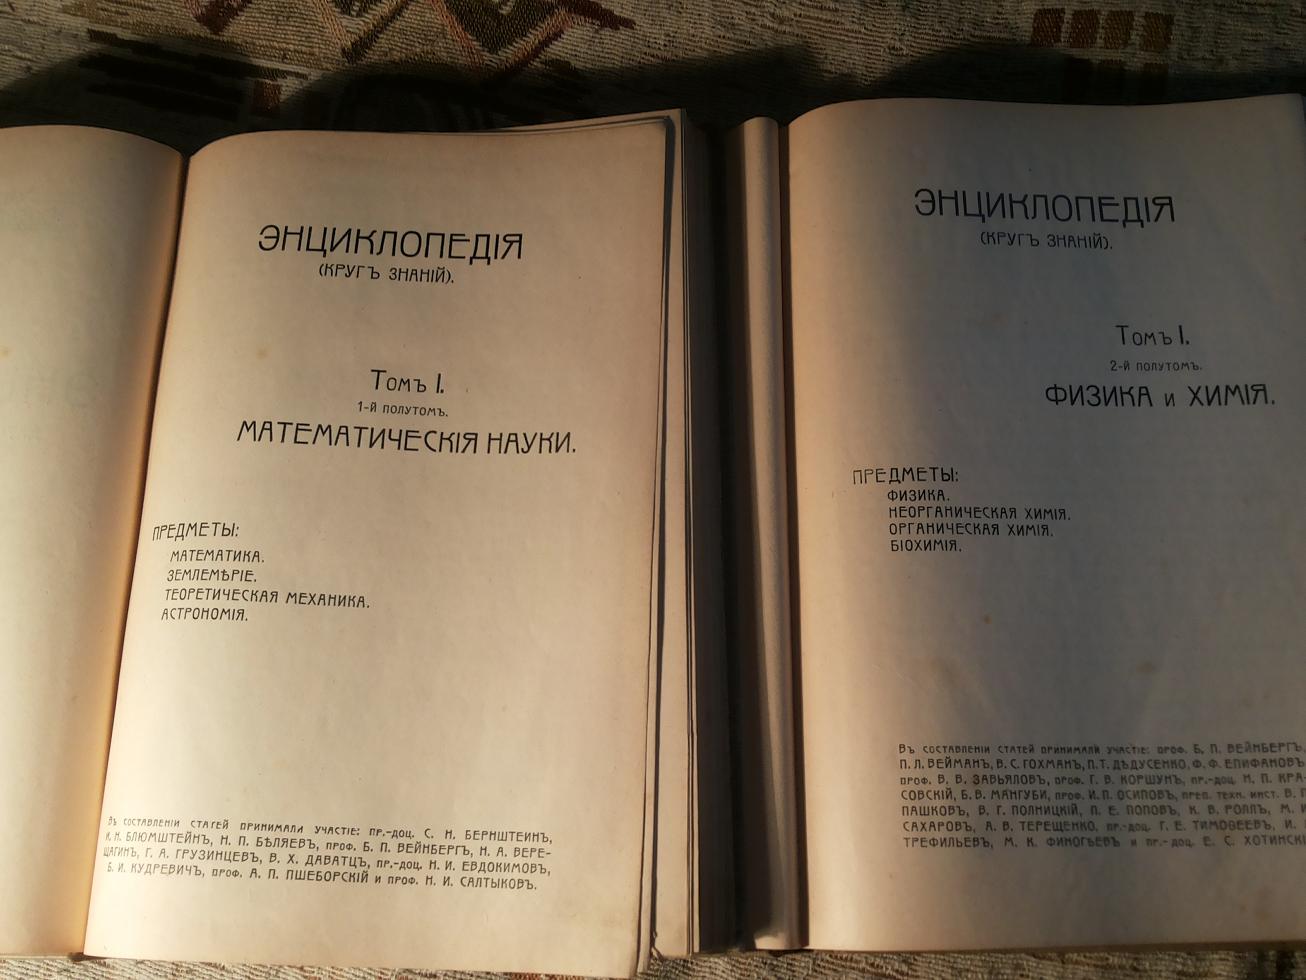 ЭНЦИКЛОПЕДІЯ
(КРУГЪ ЗНАНІЙ).
Томъ I.
1-й полутомъ.
МАТЕМАТИЧЕСКІЯ НАУКИ.
ПРЕДМЕТЫ:
МАТЕМАТИКА.
ЗЕМЛЕМѢРІЕ.
ТЕОРЕТИЧЕСКАЯ МЕХАНИКА.
АСТРОНОМІЯ.
Въ составленіи статей принимали участіе: пр.-доц. С. Н. БЕРНШТЕИНЪ,
Н. БЛЮМШТЕЙНЪ, Н. П. БѢЛЯЕВЪ, проф. Б. П. ВЕЙНБЕРГЪ, Н. А. ВЕРЕ-
ЩАГИНЪ, Г. А. ГРУЗИНЦЕВЪ, В. Х. ДАВАТЦЪ, пр.-доц. Н. И. ЕВДОКИМОВЪ,
Б. И. КУДРЕВИЧЪ, проф. А. П. ПШЕБОРСКІЙ и проф. Н. И. САЛТЫКОВЪ.
ЭНЦИКЛОПЕДІЯ
(КРУГЪ ЗНАНІЙ).
Томъ I.
2-й полутомъ.
ФИЗИКА и ХИМІЯ.
ПРЕДМЕТЫ:
ФИЗИКА.
НЕОРГАНИЧЕСКАЯ ХИМІЯ.
ОРГАНИЧЕСКАЯ ХИМІЯ.
БІОХИМІЯ.
Въ составленіи статей принимали участіе: проф. Б. П. ВЕЙНБЕРГЪ,
П. Л. ВЕЙМАНЪ, В. С. ГОХМАНЪ, П. Т. ДѢДУСЕНКО, Ф. Ф. ЕПИФАНОВЪ
проф. В. В. ЗАВЬЯЛОВЪ, проф. Г. В. КОРШУНЪ, пр.-доц. Н. П. КРА-
СОВСКІЙ, Б. В. МАНГУБИ, проф. И. П. ОСИПОВЪ, преп. техн. инст. В. Г
ПАШКОВЪ, В. Г. ПОЛНИЦКІЙ, П. Е. ПОПОВЪ, К. В. РОЛЛЪ, М. И
САХАРОВЪ, А. В. ТЕРЕЩЕНКО, пр.-доц. Г. Е. ТИМОѲЕЕВЪ, И. І
ТРЕФИЛЬЕВЪ, М. К. ФИНОГЬЕВЪ и пр.-доц. Е. С. ХОТИНСКІ